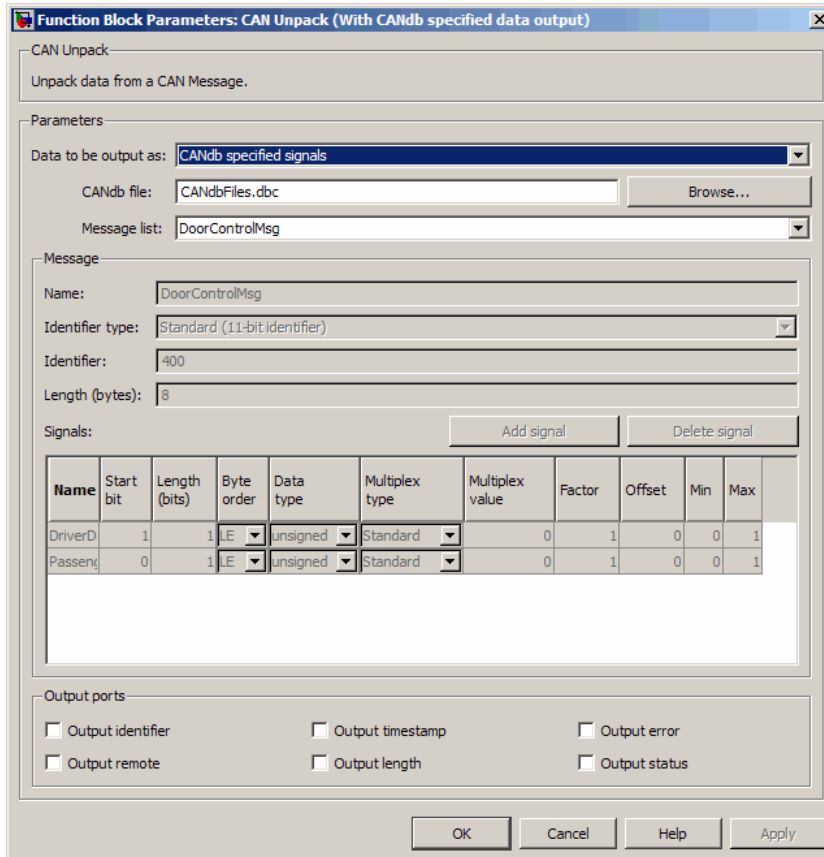 Function Block Parameters: CAN Unpack (With CANdb specified data output)
CAN Unpack
Unpack data from a CAN Message.
Parameters
Data to be output as: CANdb specified signals
CANdb file: CANdbFiles.dbc Browse...
Message list: DoorControlMsg
Message
Name: DoorControlMsg
Identifier type: Standard (11-bit identifier)
Identifier: 400
Length (bytes): 8
Signals: Add signal Delete signal
Name Start bit Length (bits) Byte order Data type Multiplex type Multiplex value Factor Offset Min Max
DriverD 1 1 LE unsigned Standard 0 1 0 0 1
Passeng 0 1 LE unsigned Standard 0 1 0 0 1
Output ports
Output identifier Output timestamp Output error
Output remote Output length Output status
OK Cancel Help Apply